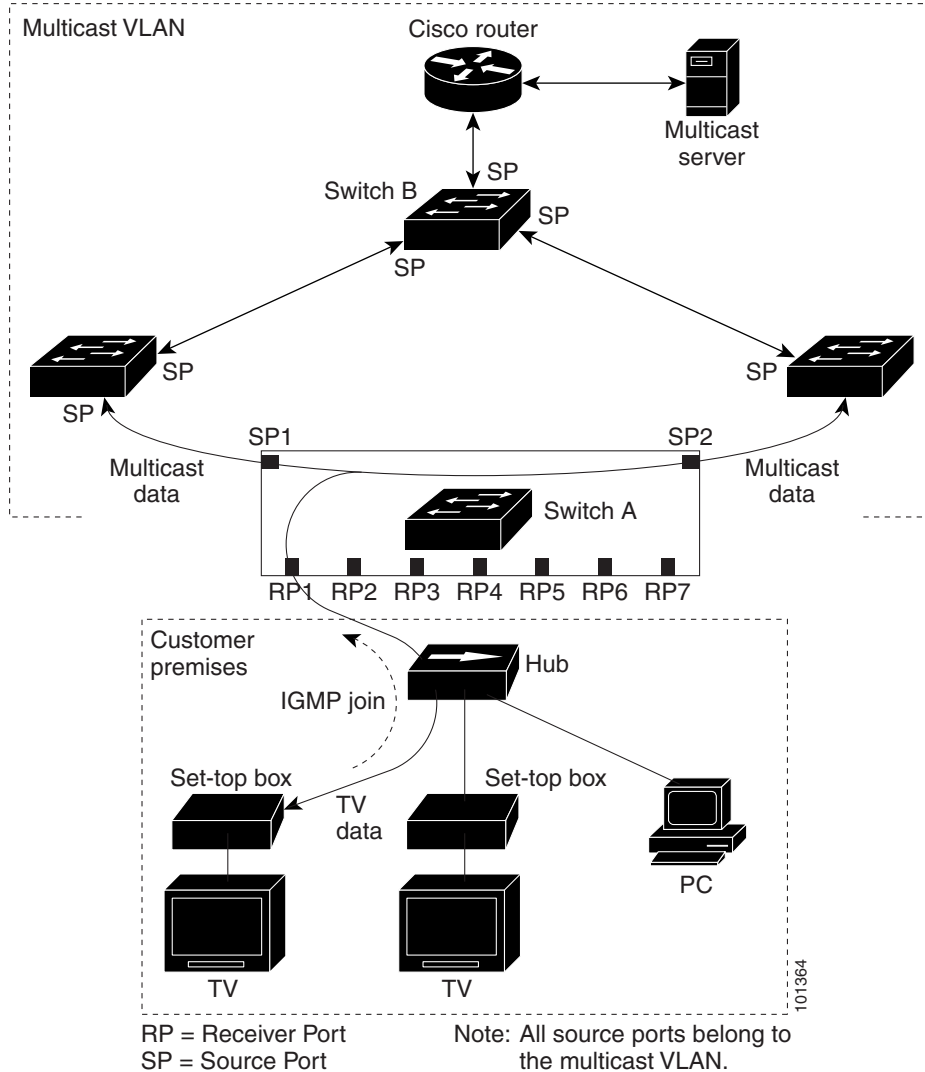 Multicast VLAN
Cisco router
Multicast
server
SP
Switch B
SP
SP
SP
SP
SP
SP1
SP2
Multicast
data
Multicast
data
Switch A
RP1 RP2 RP3 RP4 RP5 RP6 RP7
Customer
premises
Hub
IGMP join
Set-top box
Set-top box
TV
data
PC
TV
TV
101364
RP = Receiver Port
SP = Source Port
Note: All source ports belong to
the multicast VLAN.